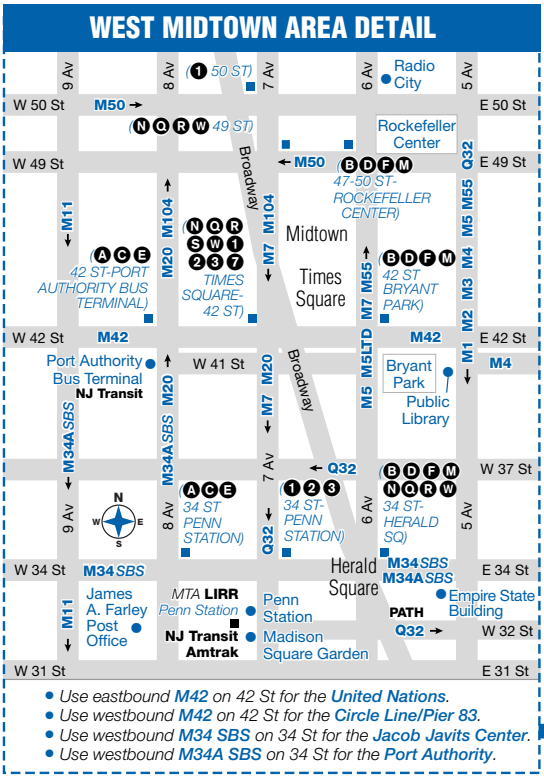 WEST MIDTOWN AREA DETAIL
9 Av
8 Av
(1 50 ST)
7 Av
6 Av
Radio
City
5 Av
W 50 St
M50 →
E 50 St
(N Q R W 49 ST)
Rockefeller
Center
Q32
W 49 St
Broadway
← M50
E 49 St
(B D F M
47-50 ST-
ROCKEFELLER
CENTER)
M11
M20 M104
M7 M104
M5 M55
Midtown
(N Q R
S W 1
2 3 7
TIMES
SQUARE-
42 ST)
(A C E
42 ST-PORT
AUTHORITY BUS
TERMINAL)
Times
Square
M5 M5LTD M7 M55
(B D F M
42 ST
BRYANT
PARK)
M1 M2 M3 M4
W 42 St
M42
M42
E 42 St
Port Authority
Bus Terminal
NJ Transit
W 41 St
Broadway
Bryant
Park
M4
Public
Library
M34A SBS
M34A SBS M20
M7 M20
7 Av
← Q32
W 37 St
(B D F M
N Q R W
34 ST-
HERALD
SQ)
N
W E
S
9 Av
8 Av
(A C E
34 ST
PENN
STATION)
(1 2 3
34 ST-
PENN
STATION)
6 Av
5 Av
Q32
W 34 St
M34 SBS
Herald
Square
M34 SBS
M34A SBS
E 34 St
M11
James
A. Farley
Post
Office
MTA LIRR
Penn Station
NJ Transit
Amtrak
Penn
Station
Madison
Square Garden
Empire State
Building
PATH
Q32 →
W 32 St
W 31 St
E 31 St
• Use eastbound M42 on 42 St for the United Nations.
• Use westbound M42 on 42 St for the Circle Line/Pier 83.
• Use westbound M34 SBS on 34 St for the Jacob Javits Center.
• Use westbound M34A SBS on 34 St for the Port Authority.